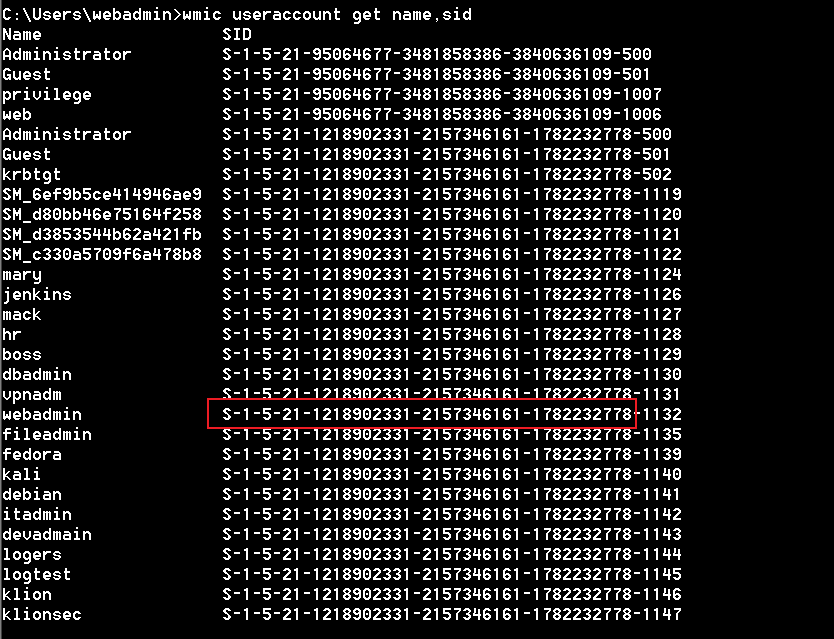 C:\Users\webadmin>wmic useraccount get name,sid
Name                  SID
Administrator         S-1-5-21-95064677-3481858386-3840636109-500
Guest                 S-1-5-21-95064677-3481858386-3840636109-501
privilege             S-1-5-21-95064677-3481858386-3840636109-1007
web                   S-1-5-21-95064677-3481858386-3840636109-1006
Administrator         S-1-5-21-1218902331-2157346161-1782232778-500
Guest                 S-1-5-21-1218902331-2157346161-1782232778-501
krbtgt                S-1-5-21-1218902331-2157346161-1782232778-502
SM_6ef9b5ce414946ae9  S-1-5-21-1218902331-2157346161-1782232778-1119
SM_d80bb46e75164f258  S-1-5-21-1218902331-2157346161-1782232778-1120
SM_d3853544b62a421fb  S-1-5-21-1218902331-2157346161-1782232778-1121
SM_c330a5709f6a478b8  S-1-5-21-1218902331-2157346161-1782232778-1122
mary                  S-1-5-21-1218902331-2157346161-1782232778-1124
jenkins               S-1-5-21-1218902331-2157346161-1782232778-1126
mack                  S-1-5-21-1218902331-2157346161-1782232778-1127
hr                    S-1-5-21-1218902331-2157346161-1782232778-1128
boss                  S-1-5-21-1218902331-2157346161-1782232778-1129
dbadmin               S-1-5-21-1218902331-2157346161-1782232778-1130
vpnadm                S-1-5-21-1218902331-2157346161-1782232778-1131
webadmin              S-1-5-21-1218902331-2157346161-1782232778-1132
fileadmin             S-1-5-21-1218902331-2157346161-1782232778-1135
fedora                S-1-5-21-1218902331-2157346161-1782232778-1139
kali                  S-1-5-21-1218902331-2157346161-1782232778-1140
debian                S-1-5-21-1218902331-2157346161-1782232778-1141
itadmin               S-1-5-21-1218902331-2157346161-1782232778-1142
devadmain             S-1-5-21-1218902331-2157346161-1782232778-1143
logers                S-1-5-21-1218902331-2157346161-1782232778-1144
logtest               S-1-5-21-1218902331-2157346161-1782232778-1145
klion                 S-1-5-21-1218902331-2157346161-1782232778-1146
klionsec              S-1-5-21-1218902331-2157346161-1782232778-1147